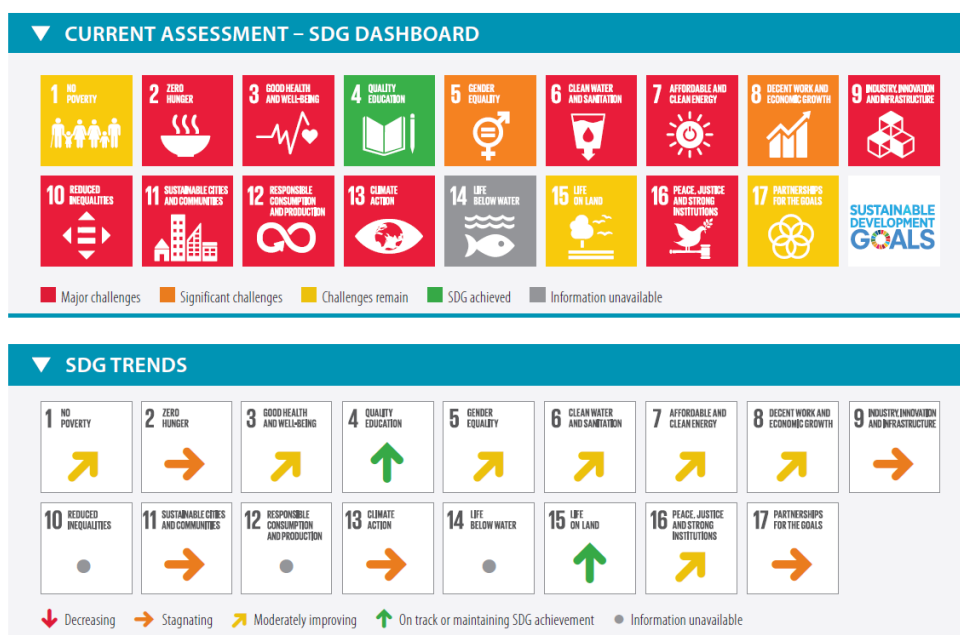 ▼ CURRENT ASSESSMENT – SDG DASHBOARD
1 NO
POVERTY
2 ZERO
HUNGER
3 GOOD HEALTH
AND WELL-BEING
4 QUALITY
EDUCATION
5 GENDER
EQUALITY
6 CLEAN WATER
AND SANITATION
7 AFFORDABLE AND
CLEAN ENERGY
8 DECENT WORK AND
ECONOMIC GROWTH
9 INDUSTRY, INNOVATION
AND INFRASTRUCTURE
10 REDUCED
INEQUALITIES
11 SUSTAINABLE CITIES
AND COMMUNITIES
12 RESPONSIBLE
CONSUMPTION
AND PRODUCTION
13 CLIMATE
ACTION
14 LIFE
BELOW WATER
15 LIFE
ON LAND
16 PEACE, JUSTICE
AND STRONG
INSTITUTIONS
17 PARTNERSHIPS
FOR THE GOALS
SUSTAINABLE
DEVELOPMENT
GOALS
Major challenges Significant challenges Challenges remain SDG achieved Information unavailable
▼ SDG TRENDS
1 NO
POVERTY
2 ZERO
HUNGER
3 GOOD HEALTH
AND WELL-BEING
4 QUALITY
EDUCATION
5 GENDER
EQUALITY
6 CLEAN WATER
AND SANITATION
7 AFFORDABLE AND
CLEAN ENERGY
8 DECENT WORK AND
ECONOMIC GROWTH
9 INDUSTRY, INNOVATION
AND INFRASTRUCTURE
10 REDUCED
INEQUALITIES
11 SUSTAINABLE CITIES
AND COMMUNITIES
12 RESPONSIBLE
CONSUMPTION
AND PRODUCTION
13 CLIMATE
ACTION
14 LIFE
BELOW WATER
15 LIFE
ON LAND
16 PEACE, JUSTICE
AND STRONG
INSTITUTIONS
17 PARTNERSHIPS
FOR THE GOALS
Decreasing Stagnating Moderately improving On track or maintaining SDG achievement Information unavailable